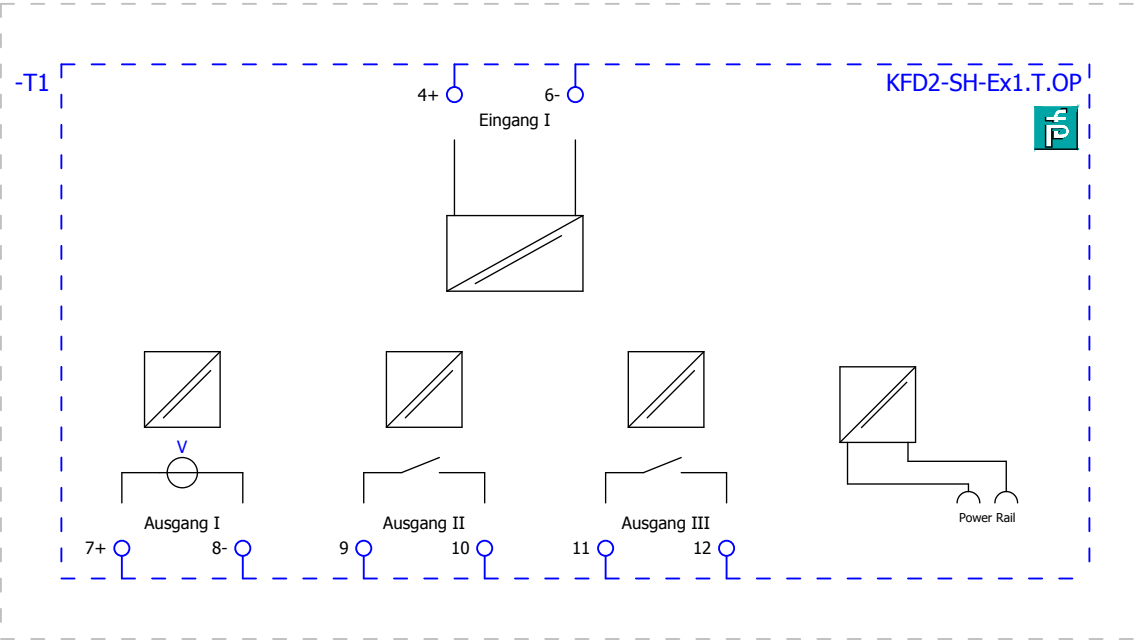 -T1
KFD2-SH-Ex1.T.OP
4+
6-
Eingang I
V
Ausgang I
Ausgang II
Ausgang III
Power Rail
7+
8-
9
10
11
12